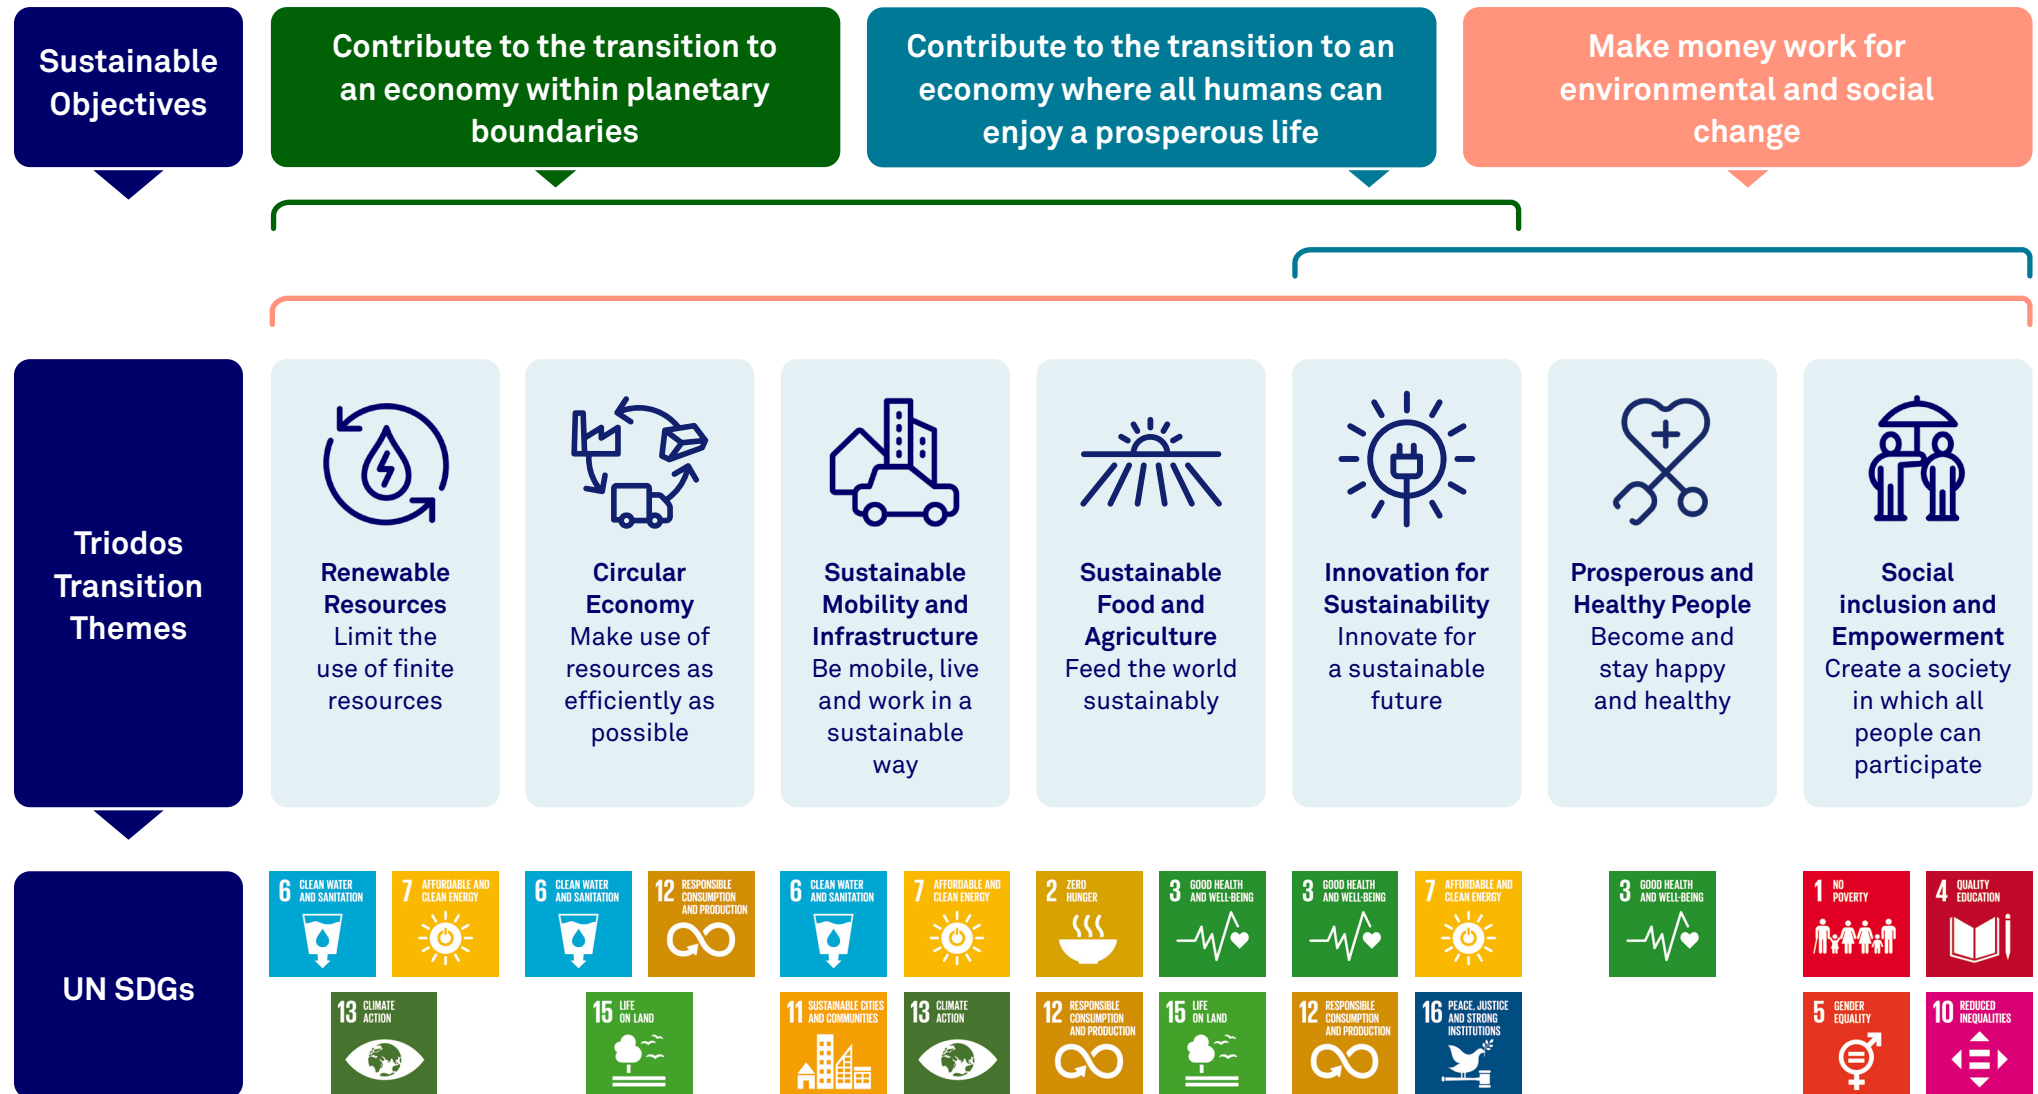 Sustainable
Objectives
Contribute to the transition to
an economy within planetary
boundaries
Contribute to the transition to an
economy where all humans can
enjoy a prosperous life
Make money work for
environmental and social
change
Triodos
Transition
Themes
Renewable
Resources
Limit the
use of finite
resources
Circular
Economy
Make use of
resources as
efficiently as
possible
Sustainable
Mobility and
Infrastructure
Be mobile, live
and work in a
sustainable
way
Sustainable
Food and
Agriculture
Feed the world
sustainably
Innovation for
Sustainability
Innovate for
a sustainable
future
Prosperous and
Healthy People
Become and
stay happy
and healthy
Social
inclusion and
Empowerment
Create a society
in which all
people can
participate
UN SDGs
6 CLEAN WATER
AND SANITATION
7 AFFORDABLE AND
CLEAN ENERGY
13 CLIMATE
ACTION
6 CLEAN WATER
AND SANITATION
12 RESPONSIBLE
CONSUMPTION
AND PRODUCTION
15 LIFE
ON LAND
6 CLEAN WATER
AND SANITATION
7 AFFORDABLE AND
CLEAN ENERGY
11 SUSTAINABLE CITIES
AND COMMUNITIES
13 CLIMATE
ACTION
2 ZERO
HUNGER
3 GOOD HEALTH
AND WELL-BEING
12 RESPONSIBLE
CONSUMPTION
AND PRODUCTION
15 LIFE
ON LAND
3 GOOD HEALTH
AND WELL-BEING
7 AFFORDABLE AND
CLEAN ENERGY
12 RESPONSIBLE
CONSUMPTION
AND PRODUCTION
16 PEACE, JUSTICE
AND STRONG
INSTITUTIONS
3 GOOD HEALTH
AND WELL-BEING
1 NO
POVERTY
4 QUALITY
EDUCATION
5 GENDER
EQUALITY
10 REDUCED
INEQUALITIES